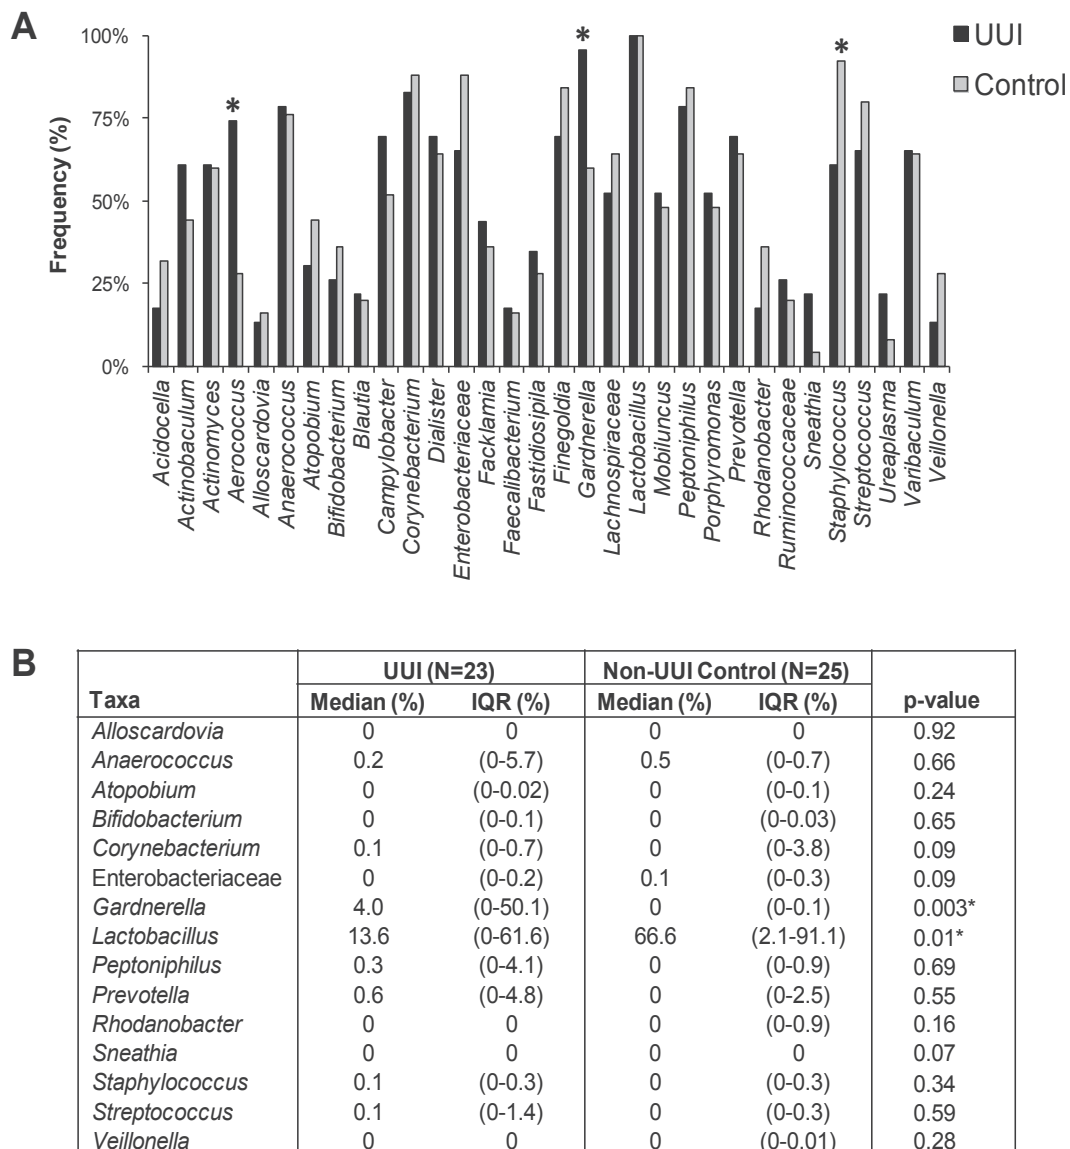 A
100%
75%
50%
25%
0%
Frequency (%)
*
*
*
UUI
Control
Acidocella
Actinobaculum
Actinomyces
Aerococcus
Alloscardovia
Anaerococcus
Atopobium
Bifidobacterium
Blautia
Campylobacter
Corynebacterium
Dialister
Enterobacteriaceae
Facklamia
Faecalibacterium
Fastidiosipila
Finegoldia
Gardnerella
Lachnospiraceae
Lactobacillus
Mobiluncus
Peptoniphilus
Porphyromonas
Prevotella
Rhodanobacter
Ruminococcaceae
Sneathia
Staphylococcus
Streptococcus
Ureaplasma
Varibaculum
Veillonella
B
UUI (N=23) Non-UUI Control (N=25)
Taxa Median (%) IQR (%) Median (%) IQR (%) p-value
Alloscardovia 0 0 0 0 0.92
Anaerococcus 0.2 (0-5.7) 0.5 (0-0.7) 0.66
Atopobium 0 (0-0.02) 0 (0-0.1) 0.24
Bifidobacterium 0 (0-0.1) 0 (0-0.03) 0.65
Corynebacterium 0.1 (0-0.7) 0 (0-3.8) 0.09
Enterobacteriaceae 0 (0-0.2) 0.1 (0-0.3) 0.09
Gardnerella 4.0 (0-50.1) 0 (0-0.1) 0.003*
Lactobacillus 13.6 (0-61.6) 66.6 (2.1-91.1) 0.01*
Peptoniphilus 0.3 (0-4.1) 0 (0-0.9) 0.69
Prevotella 0.6 (0-4.8) 0 (0-2.5) 0.55
Rhodanobacter 0 0 0 (0-0.9) 0.16
Sneathia 0 0 0 0 0.07
Staphylococcus 0.1 (0-0.3) 0 (0-0.3) 0.34
Streptococcus 0.1 (0-1.4) 0 (0-0.3) 0.59
Veillonella 0 0 0 (0-0.01) 0.28